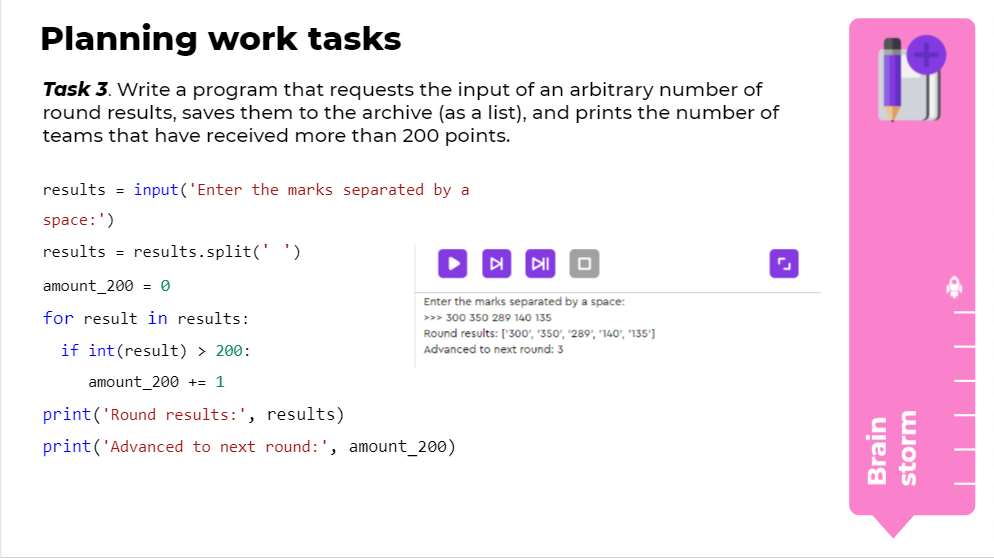 Planning work tasks
Task 3. Write a program that requests the input of an arbitrary number of
round results, saves them to the archive (as a list), and prints the number of
teams that have received more than 200 points.
results = input('Enter the marks separated by a
space:')
results = results.split(' ')
amount_200 = 0
for result in results:
if int(result) > 200:
amount_200 += 1
print('Round results:', results)
print('Advanced to next round:', amount_200)
Enter the marks separated by a space:
>>> 300 350 289 140 135
Round results: ['300', '350', '289', '140', '135']
Advanced to next round: 3
Brain
storm